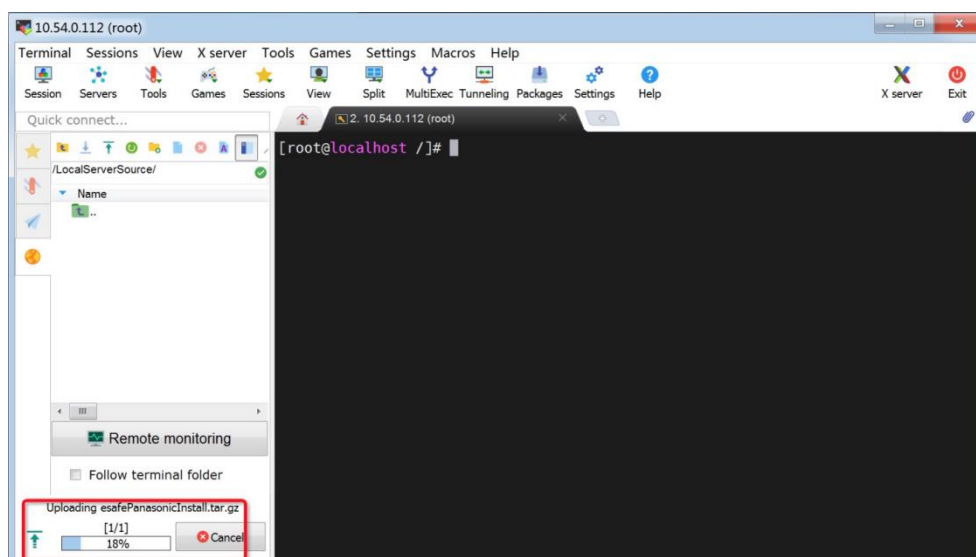 10.54.0.112 (root)
Terminal Sessions View X server Tools Games Settings Macros Help
Session Servers Tools Games Sessions View Split MultiExec Tunneling Packages Settings Help X server Exit
Quick connect...
2. 10.54.0.112 (root)
[root@localhost /]#
/LocalServerSource/
Name
..
Remote monitoring
Follow terminal folder
Uploading esafePanasonicInstall.tar.gz
[1/1]
18%
Cancel